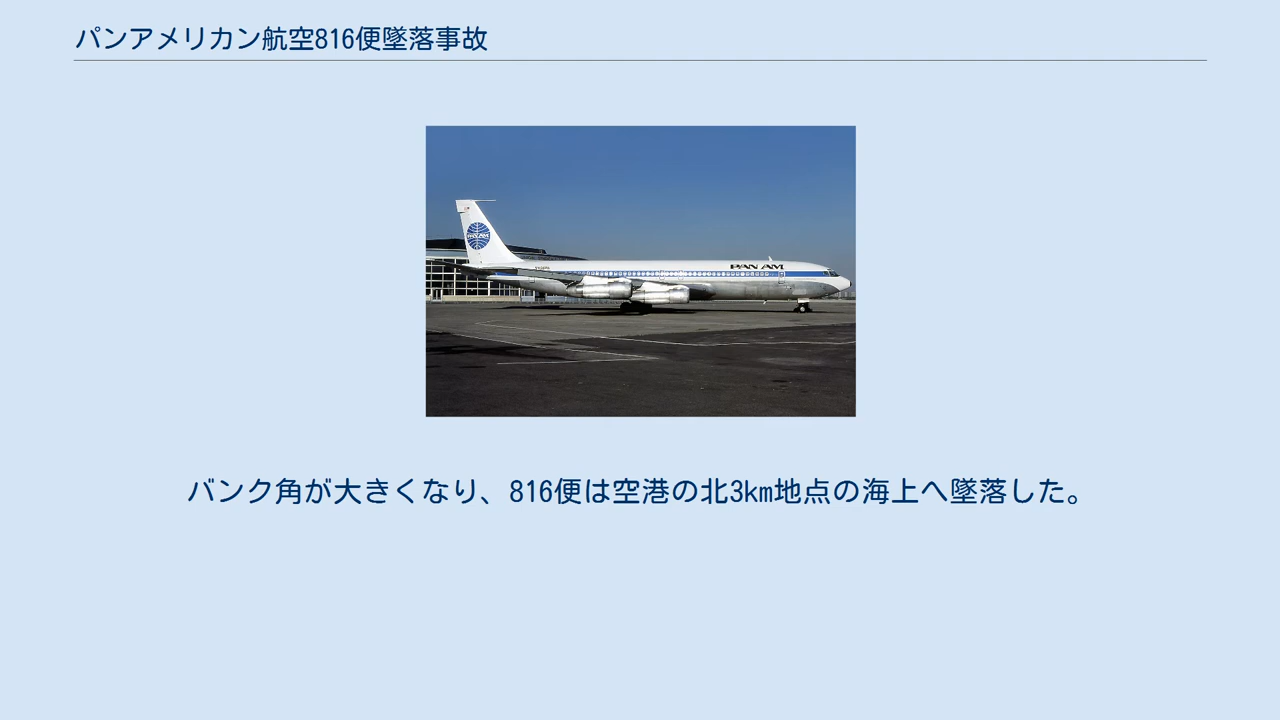 パンアメリカン航空816便墜落事故
PAN AM
バンク角が大きくなり、816便は空港の北3km地点の海上へ墜落した。